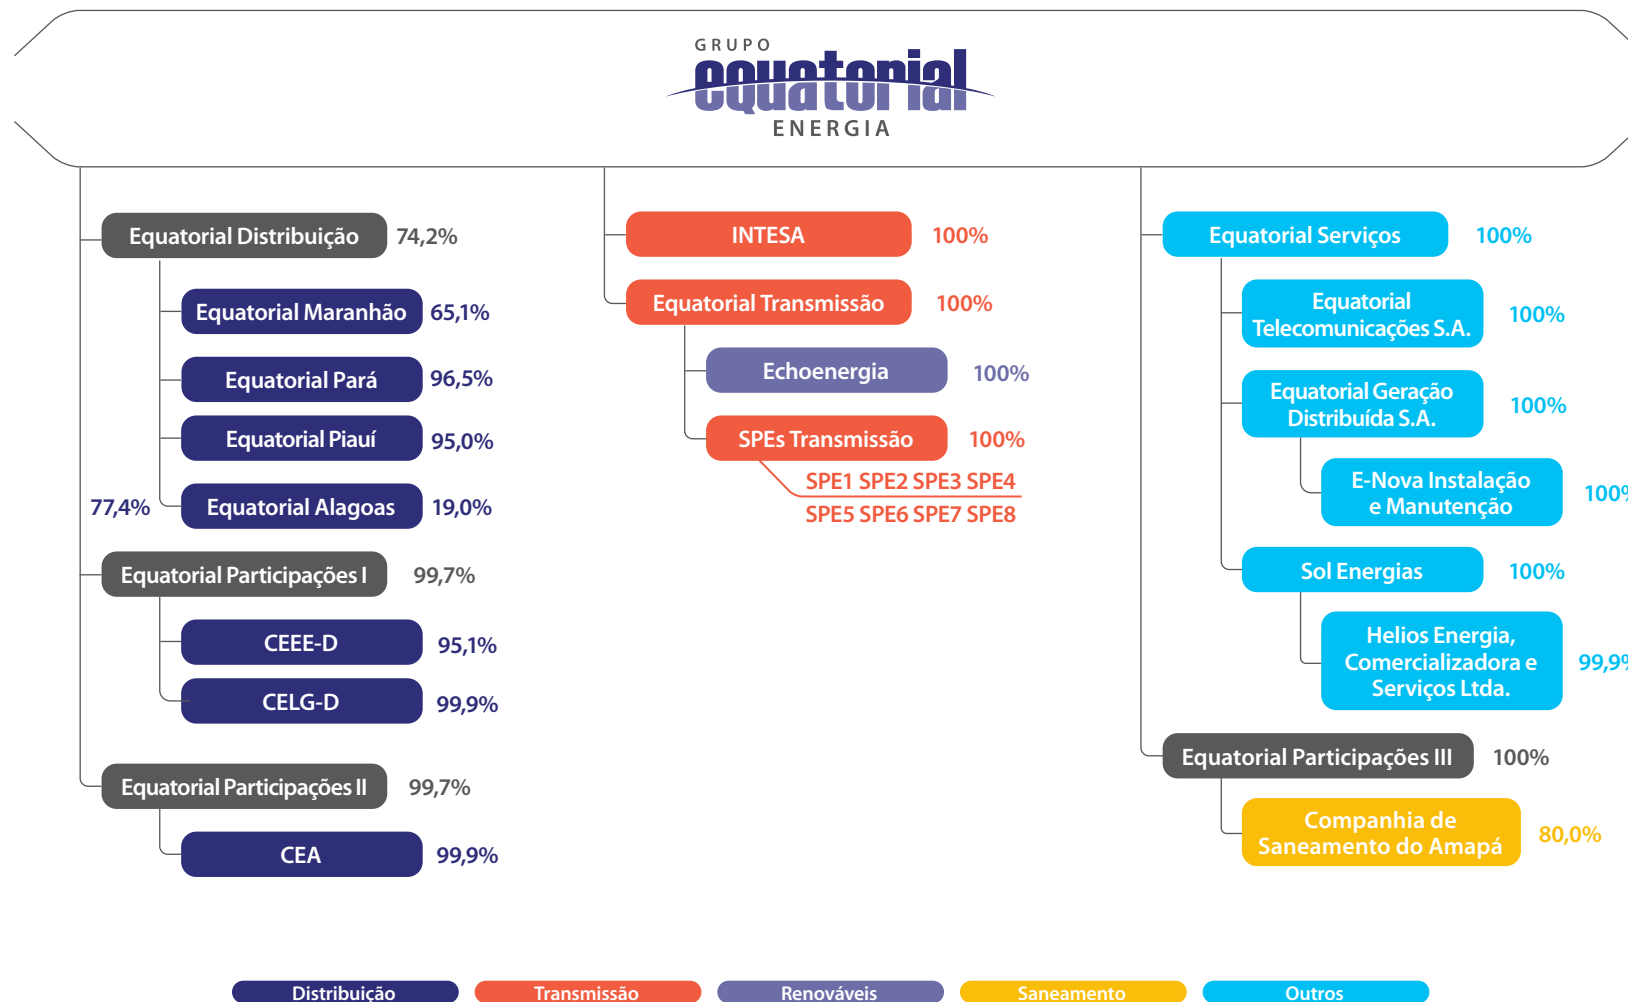 GRUPO
equatorial
ENERGIA
Equatorial Distribuição 74,2%
Equatorial Maranhão 65,1%
Equatorial Pará 96,5%
Equatorial Piauí 95,0%
77,4% Equatorial Alagoas 19,0%
Equatorial Participações I 99,7%
CEEE-D 95,1%
CELG-D 99,9%
Equatorial Participações II 99,7%
CEA 99,9%
INTESA 100%
Equatorial Transmissão 100%
Echoenergia 100%
SPEs Transmissão 100%
SPE1 SPE2 SPE3 SPE4
SPE5 SPE6 SPE7 SPE8
Equatorial Serviços 100%
Equatorial
Telecomunicações S.A. 100%
Equatorial Geração
Distribuída S.A. 100%
E-Nova Instalação
e Manutenção 100%
Sol Energias 100%
Helios Energia,
Comercializadora e 99,9%
Serviços Ltda.
Equatorial Participações III 100%
Companhia de
Saneamento do Amapá 80,0%
Distribuição Transmissão Renováveis Saneamento Outros